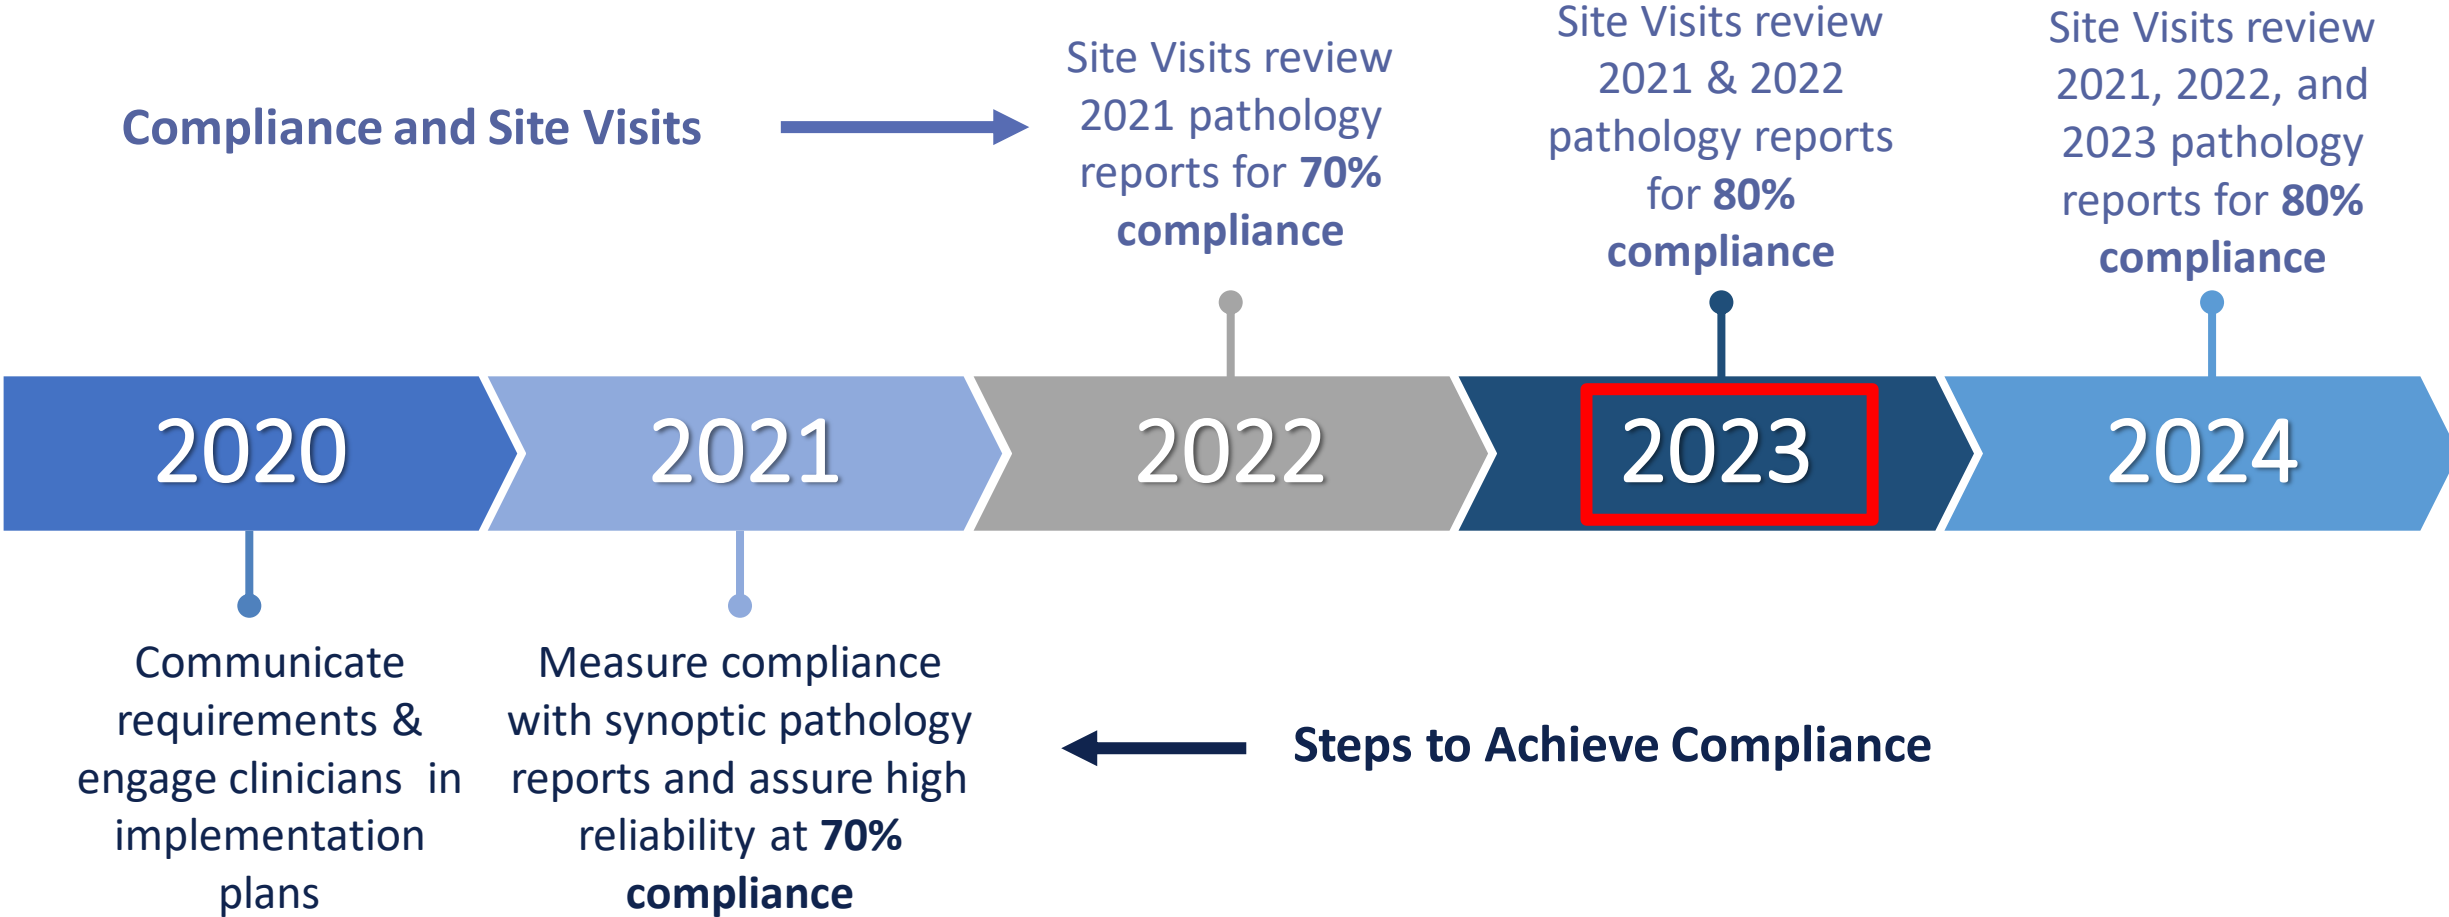 Compliance and Site Visits
Site Visits review
2021 pathology
reports for 70%
compliance
Site Visits review
2021 & 2022
pathology reports
for 80%
compliance
Site Visits review
2021, 2022, and
2023 pathology
reports for 80%
compliance
2020
2021
2022
2023
2024
Communicate
requirements &
engage clinicians in
implementation
plans
Measure compliance
with synoptic pathology
reports and assure high
reliability at 70%
compliance
Steps to Achieve Compliance